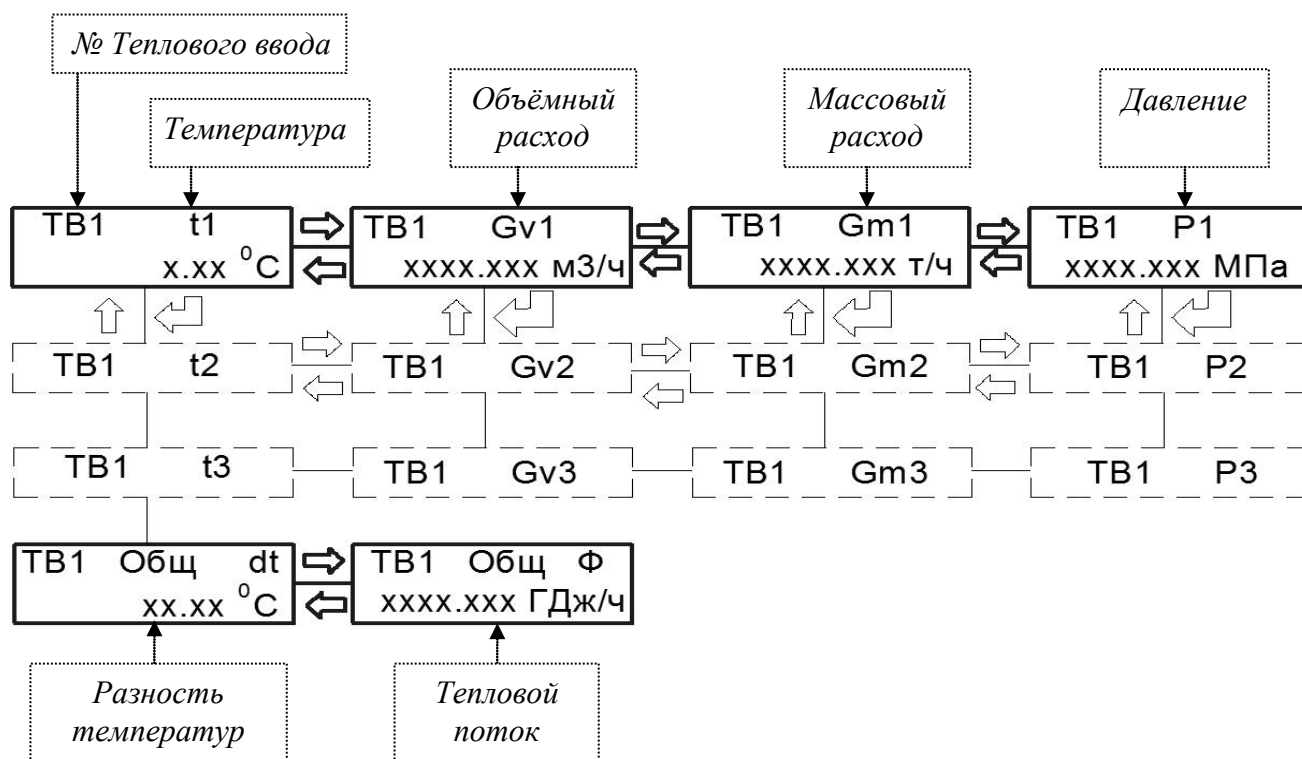 № Теплового ввода
Температура
Объёмный
расход
Массовый
расход
Давление
ТВ1 t1
x.xx ⁰C
ТВ1 Gv1
xxxx.xxx м3/ч
ТВ1 Gm1
xxxx.xxx т/ч
ТВ1 P1
xxxx.xxx МПа
ТВ1 t2
ТВ1 Gv2
ТВ1 Gm2
ТВ1 P2
ТВ1 t3
ТВ1 Gv3
ТВ1 Gm3
ТВ1 P3
ТВ1 Общ dt
xx.xx ⁰C
ТВ1 Общ Ф
xxxx.xxx ГДж/ч
Разность
температур
Тепловой
поток